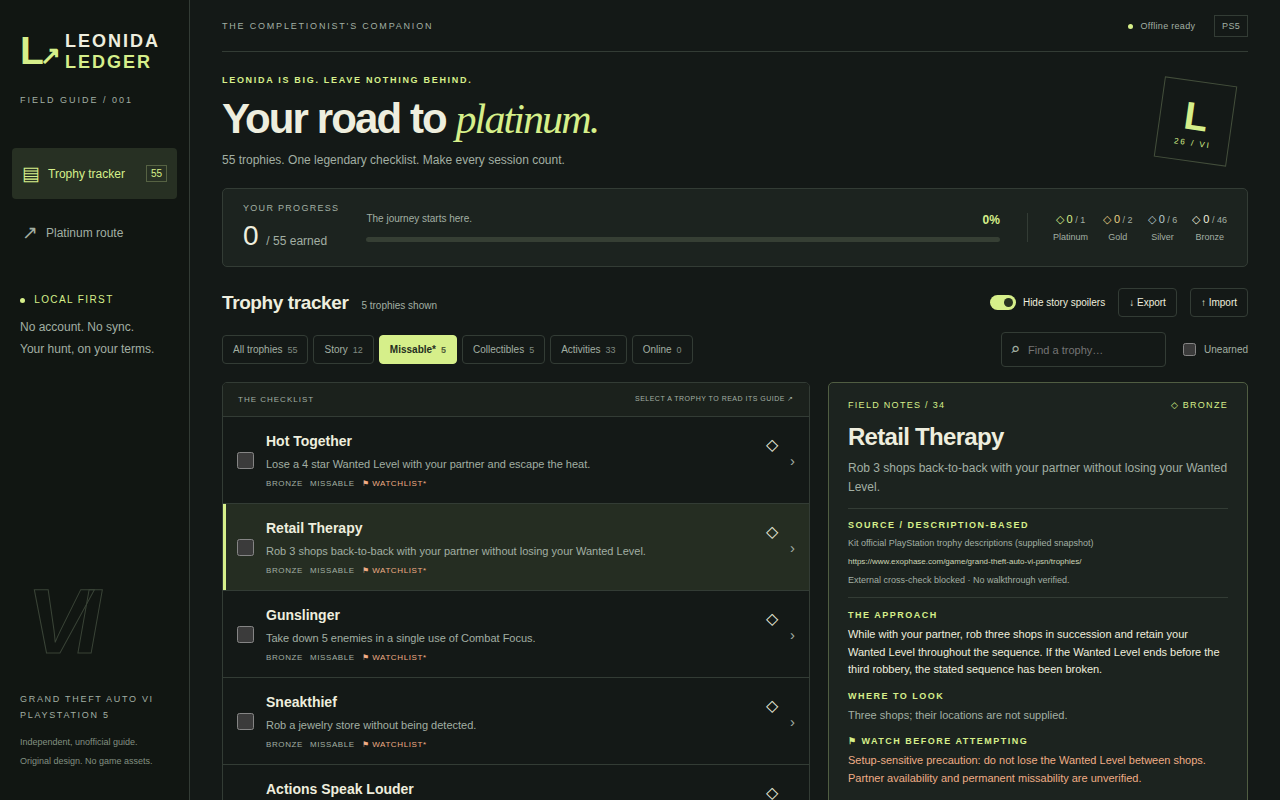 L↗ LEONIDA
LEDGER
FIELD GUIDE / 001
▤ Trophy tracker 55
↗ Platinum route
LOCAL FIRST
No account. No sync.
Your hunt, on your terms.
VI
GRAND THEFT AUTO VI
PLAYSTATION 5
Independent, unofficial guide.
Original design. No game assets.
THE COMPLETIONIST'S COMPANION
Offline ready
PS5
LEONIDA IS BIG. LEAVE NOTHING BEHIND.
Your road to platinum.
55 trophies. One legendary checklist. Make every session count.
L
26 / VI
YOUR PROGRESS
0 / 55 earned
The journey starts here.
0%
◇ 0 / 1
Platinum
◇ 0 / 2
Gold
◇ 0 / 6
Silver
◇ 0 / 46
Bronze
Trophy tracker 5 trophies shown
Hide story spoilers
↓ Export
↑ Import
All trophies 55
Story 12
Missable* 5
Collectibles 5
Activities 33
Online 0
⌕ Find a trophy…
Unearned
THE CHECKLIST
SELECT A TROPHY TO READ ITS GUIDE ↗
Hot Together
Lose a 4 star Wanted Level with your partner and escape the heat.
BRONZE MISSABLE ⚑ WATCHLIST*
◇ ›
Retail Therapy
Rob 3 shops back-to-back with your partner without losing your Wanted Level.
BRONZE MISSABLE ⚑ WATCHLIST*
◇ ›
Gunslinger
Take down 5 enemies in a single use of Combat Focus.
BRONZE MISSABLE ⚑ WATCHLIST*
◇ ›
Sneakthief
Rob a jewelry store without being detected.
BRONZE MISSABLE ⚑ WATCHLIST*
◇ ›
Actions Speak Louder
◇
FIELD NOTES / 34
◇ BRONZE
Retail Therapy
Rob 3 shops back-to-back with your partner without losing your Wanted
Level.
SOURCE / DESCRIPTION-BASED
Kit official PlayStation trophy descriptions (supplied snapshot)
https://www.exophase.com/game/grand-theft-auto-vi-psn/trophies/
External cross-check blocked · No walkthrough verified.
THE APPROACH
While with your partner, rob three shops in succession and retain your
Wanted Level throughout the sequence. If the Wanted Level ends before the
third robbery, the stated sequence has been broken.
WHERE TO LOOK
Three shops; their locations are not supplied.
⚑ WATCH BEFORE ATTEMPTING
Setup-sensitive precaution: do not lose the Wanted Level between shops.
Partner availability and permanent missability are unverified.